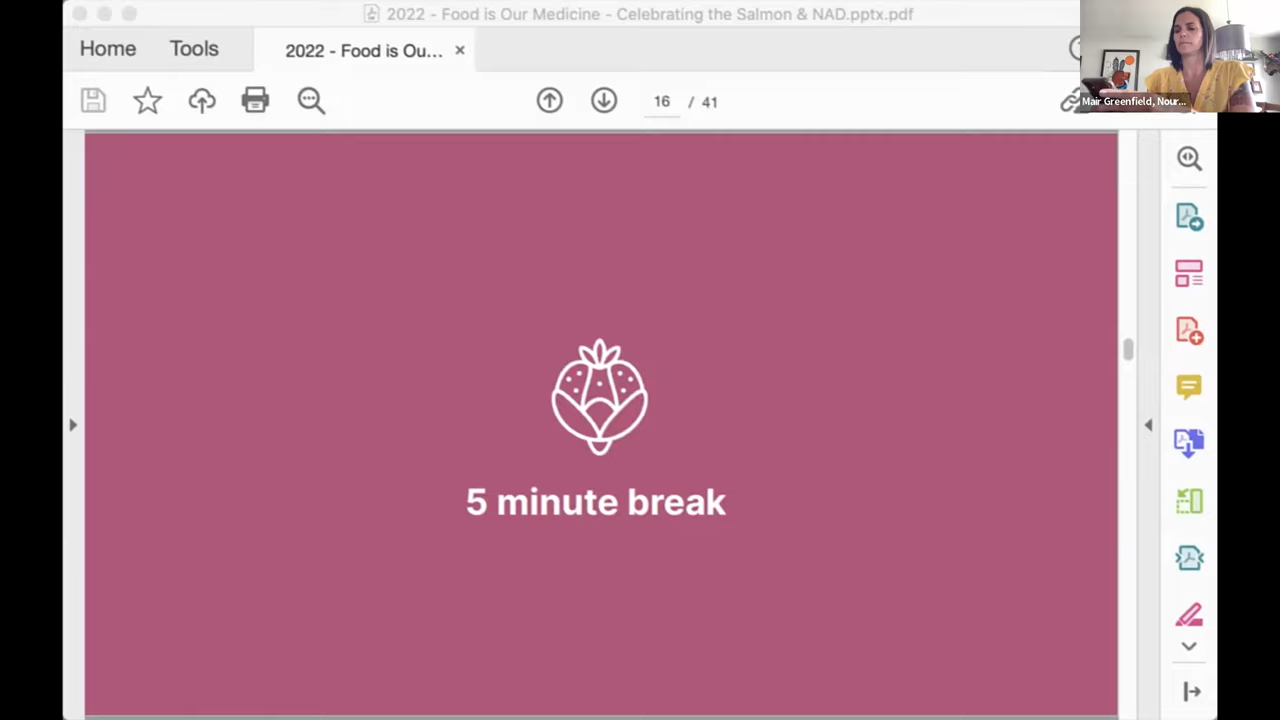 2022 - Food is Our Medicine - Celebrating the Salmon & NAD.pptx.pdf
Home
Tools
2022 - Food is Ou... ×
16 / 41
Mair Greenfield, Nour...
5 minute break